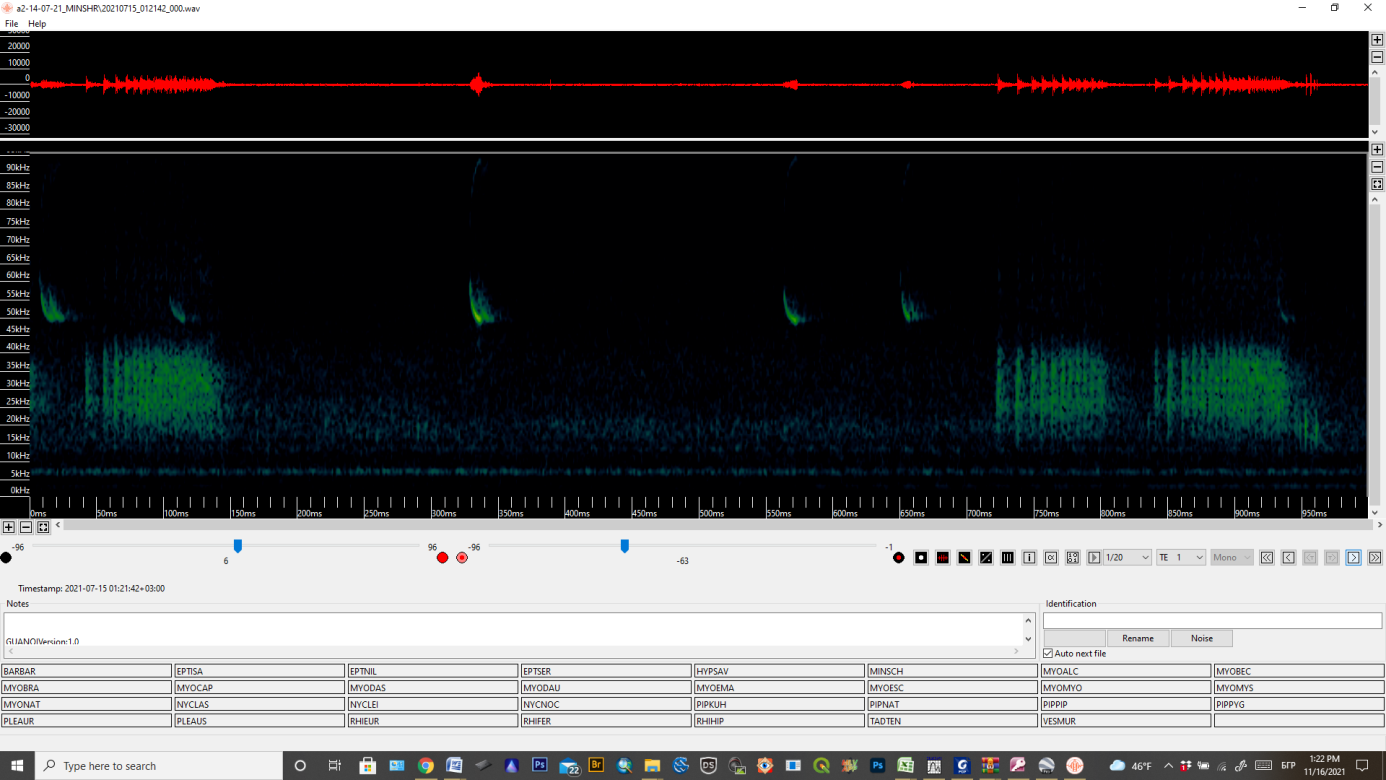 a2-14-07-21_MINSHR\20210715_012142_000.wav
File Help
20000
10000
0
-10000
-20000
-30000
90kHz
85kHz
80kHz
75kHz
70kHz
65kHz
60kHz
55kHz
50kHz
45kHz
40kHz
35kHz
30kHz
25kHz
20kHz
15kHz
10kHz
5kHz
0kHz
0ms 50ms 100ms 150ms 200ms 250ms 300ms 350ms 400ms 450ms 500ms 550ms 600ms 650ms 700ms 750ms 800ms 850ms 900ms 950ms
-96 96 -96 -1
6 -63
1/20 TE 1 Mono
Timestamp: 2021-07-15 01:21:42+03:00
Notes
GUANO|Version:1.0
Identification
Rename Noise
Auto next file
BARBAR EPTISA EPTNIL EPTSER HYPSAV MINSCH MYOALC MYOBEC
MYOBRA MYOCAP MYODAS MYODAU MYOEMA MYOESC MYOMYO MYOMYS
MYONAT NYCLAS NYCLEI NYCNOC PIPKUH PIPNAT PIPPIP PIPPYG
PLEAUR PLEAUS RHIEUR RHIFER RHIHIP TADTEN VESMUR
Type here to search
22
46°F
БГР
1:22 PM
11/16/2021